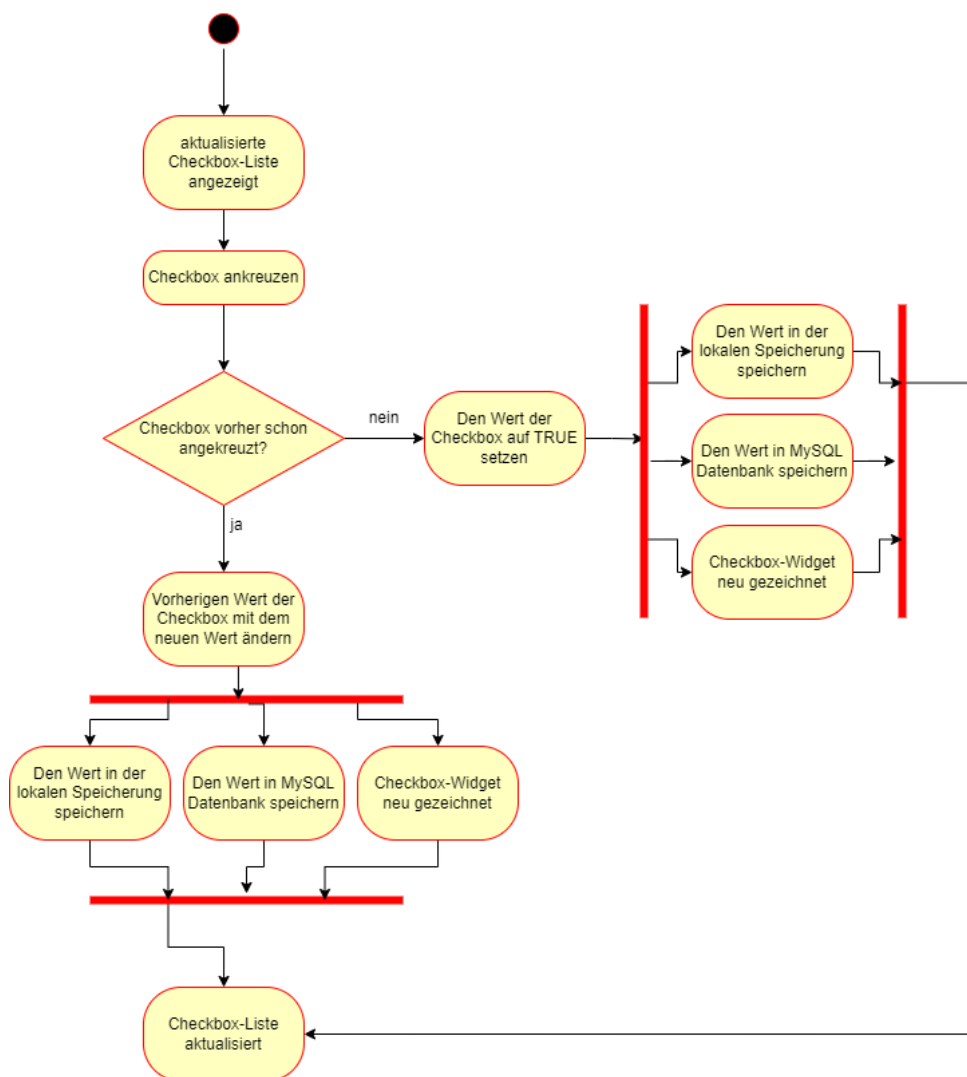 aktualisierte
Checkbox-Liste
angezeigt
Checkbox ankreuzen
Checkbox vorher schon
angekreuzt?
nein
Den Wert der
Checkbox auf TRUE
setzen
Den Wert in der
lokalen Speicherung
speichern
Den Wert in MySQL
Datenbank speichern
Checkbox-Widget
neu gezeichnet
ja
Vorherigen Wert der
Checkbox mit dem
neuen Wert ändern
Den Wert in der
lokalen Speicherung
speichern
Den Wert in MySQL
Datenbank speichern
Checkbox-Widget
neu gezeichnet
Checkbox-Liste
aktualisiert